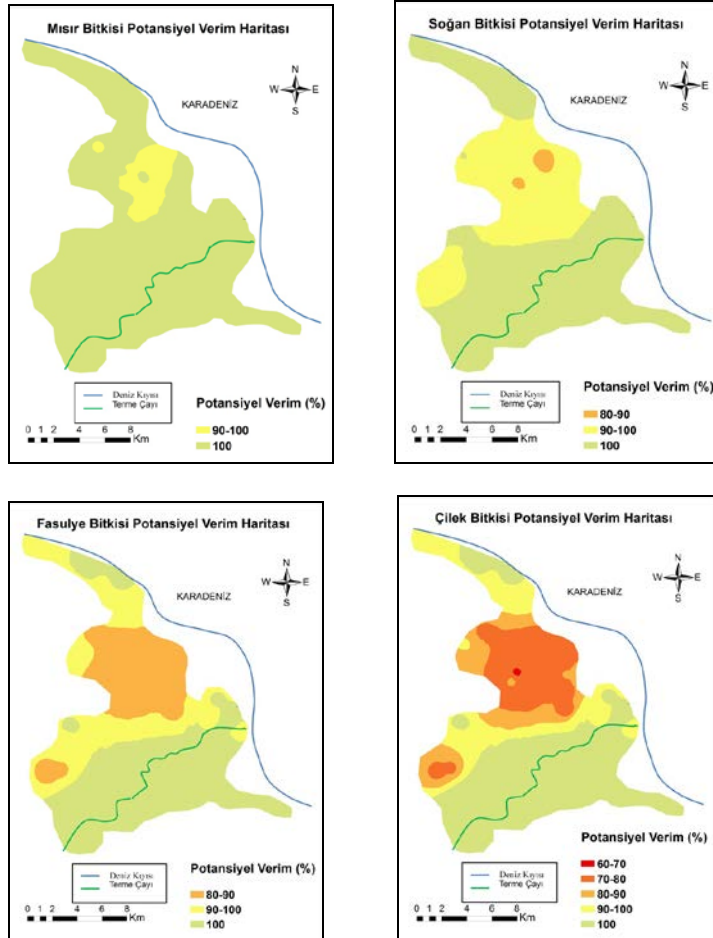 Mısır Bitkisi Potansiyel Verim Haritası
KARADENİZ
N
W E
S
Deniz Kıyısı
Terme Çayı
Potansiyel Verim (%)
90-100
100
0 1 2 4 6 8
Km
Soğan Bitkisi Potansiyel Verim Haritası
KARADENİZ
N
W E
S
Deniz Kıyısı
Terme Çayı
Potansiyel Verim (%)
80-90
90-100
100
0 1 2 4 6 8
Km
Fasulye Bitkisi Potansiyel Verim Haritası
KARADENİZ
N
W E
S
Deniz Kıyısı
Terme Çayı
Potansiyel Verim (%)
80-90
90-100
100
0 1 2 4 6 8
Km
Çilek Bitkisi Potansiyel Verim Haritası
KARADENİZ
N
W E
S
Deniz Kıyısı
Terme Çayı
Potansiyel Verim (%)
60-70
70-80
80-90
90-100
100
0 1 2 4 6 8
Km